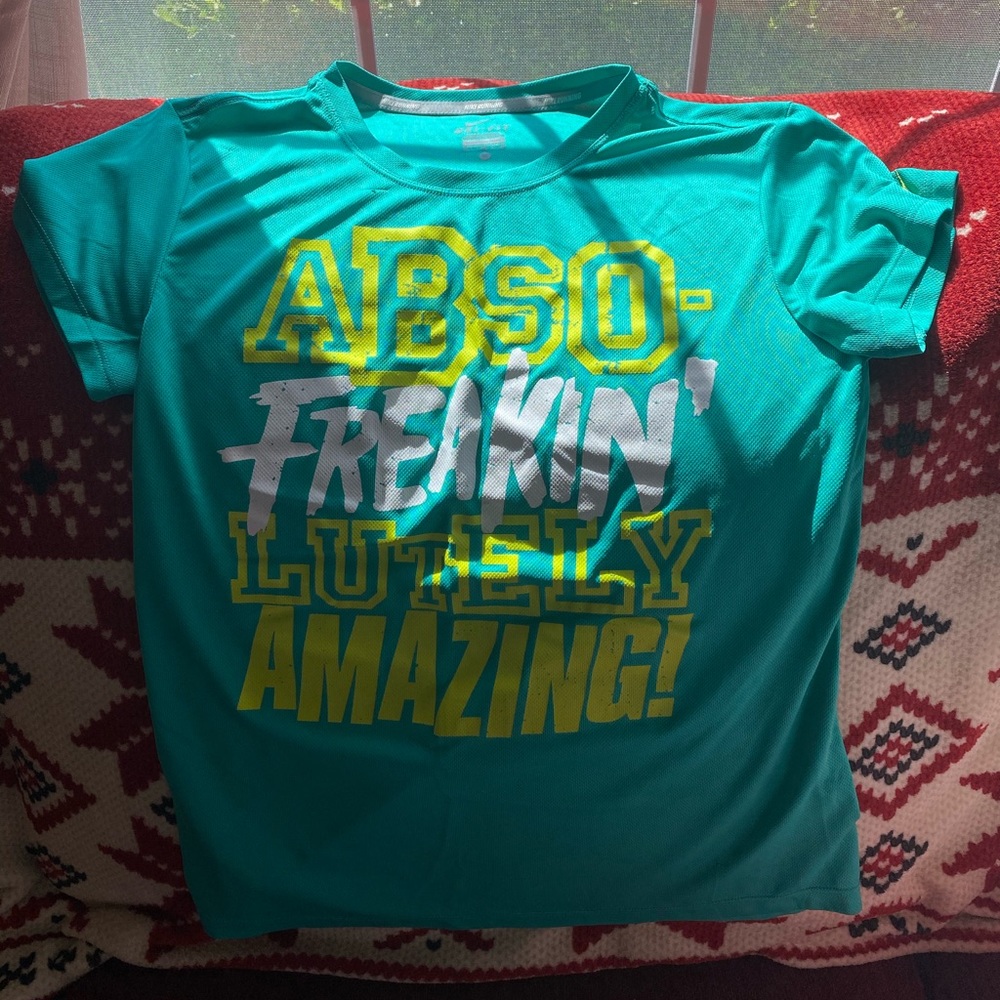 ABSO-
FREAKIN'
LUTELY
AMAZING!